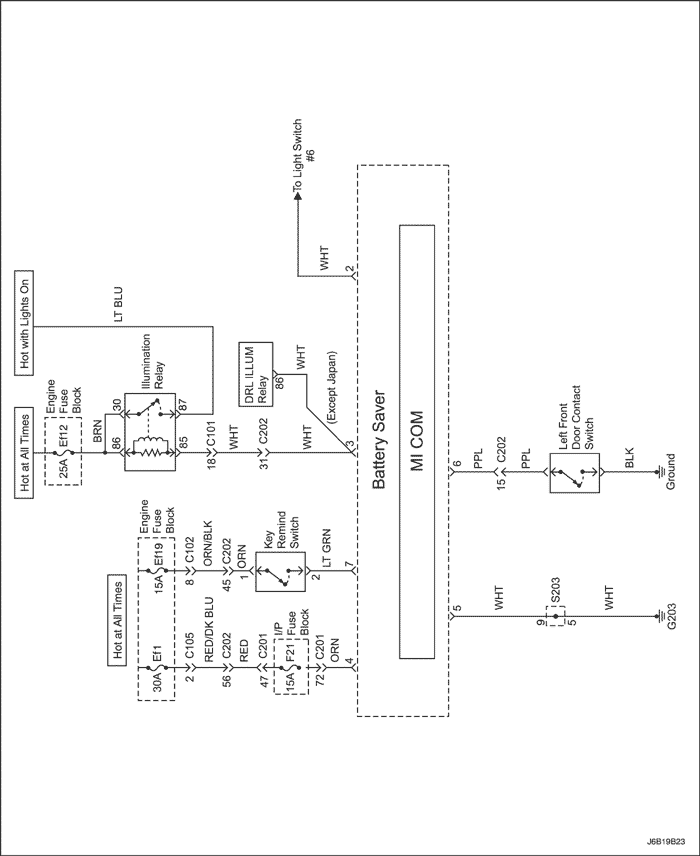 Hot at All Times
Hot with Lights On
Engine
Fuse
Block
25A
Ef12
BRN
LT BLU
86
30
Illumination
Relay
85
87
18
C101
WHT
31
C202
WHT
DRL ILLUM
Relay
86
WHT
(Except Japan)
3
To Light Switch
#6
WHT
2
Hot at All Times
Engine
Fuse
Block
30A
Ef1
15A
Ef19
2
C105
RED/DK BLU
56
C202
RED
47
C201
I/P
Fuse
Block
15A
F21
72
C201
ORN
4
8
C102
ORN/BLK
45
C202
ORN
1
Key
Remind
Switch
2
LT GRN
7
Battery Saver
MI COM
5
WHT
9
S203
5
WHT
G203
6
PPL
15
C202
PPL
Left Front
Door Contact
Switch
BLK
Ground
J6B19B23